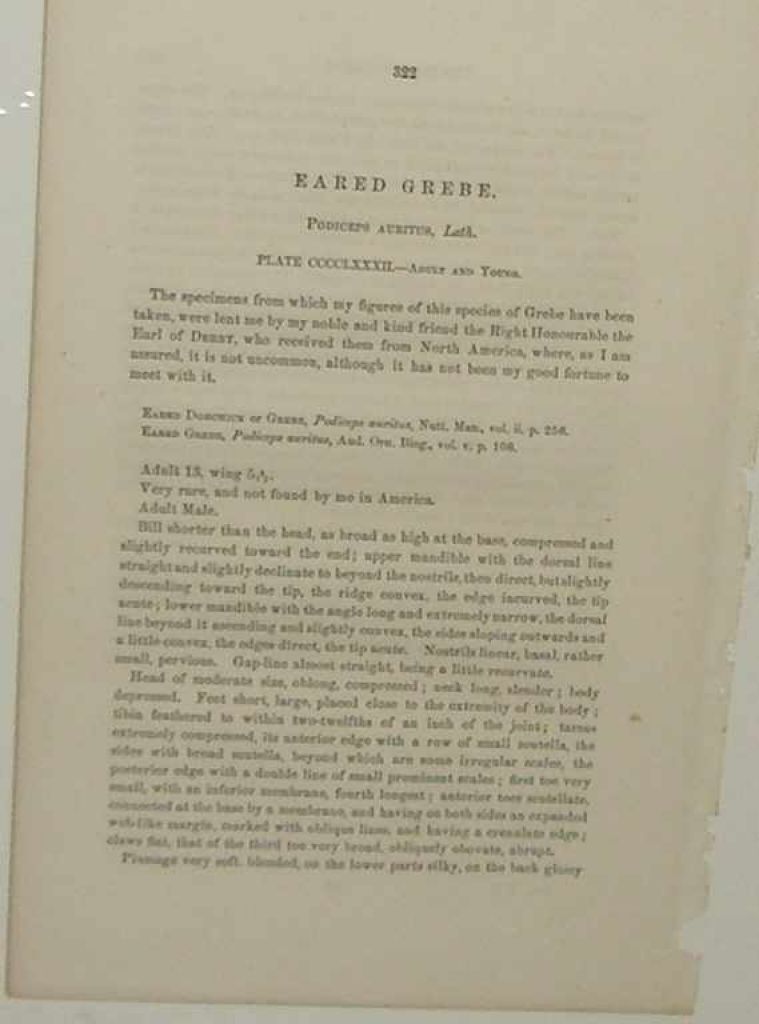 322
EARED GREBE.
PODICEPS AURITUS, Lath.
PLATE CCCCLXXXII.—ADULT AND YOUNG.
The specimens from which my figures of this species of Grebe have been
taken, were lent me by my noble and kind friend the Right Honourable the
Earl of DERBY, who received them from North America, where, as I am
assured, it is not uncommon, although it has not been my good fortune to
meet with it.
EARED DOBCHICK or GREBE, Podiceps auritus, Nutt. Man., vol. ii. p. 256.
EARED GREBE, Podiceps auritus, Aud. Orn. Biog., vol. v. p. 108.
Adult 13, wing
Very rare, and not found by me in America.
Adult Male.
Bill shorter than the head, as broad as high at the base, compressed and
slightly recurved toward the end; upper mandible with the dorsal line
straight and slightly declinate to beyond the nostrils, then direct, but slightly
descending toward the tip, the ridge convex, the edge incurved, the tip
acute; lower mandible with the angle long and extremely narrow, the dorsal
line beyond it ascending and slightly convex, the sides sloping outwards and
a little convex, the edges direct, the tip acute. Nostrils linear, basal, rather
small, pervious. Gap-line almost straight, being a little recurvate.
Head of moderate size, oblong, compressed; neck long, slender; body
depressed. Feet short, large, placed close to the extremity of the body;
tibia feathered to within two-twelfths of an inch of the joint; tarsus
extremely compressed, its anterior edge with a row of small scutella, the
sides with broad scutella, beyond which are some irregular scales, the
posterior edge with a double line of small prominent scales; first toe very
small, with an inferior membrane, fourth longest; anterior toes scutellate,
connected at the base by a membrane, and having on both sides an expanded
web-like margin, marked with oblique lines, and having a crenulate edge;
claws flat, that of the third toe very broad, obliquely obovate, abrupt.
Plumage very soft, blended, on the lower parts silky, on the back glossy